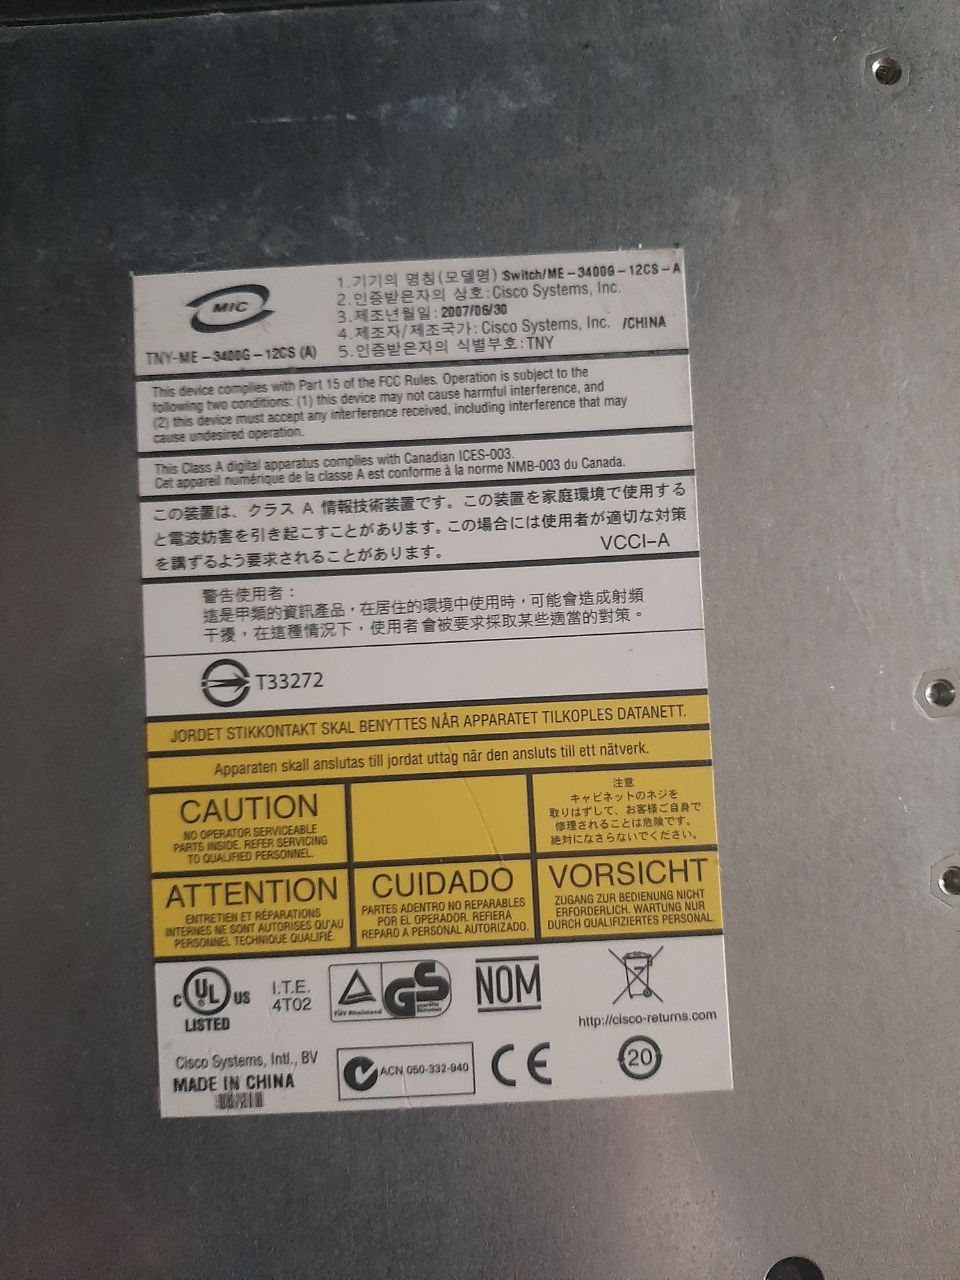 MIC
TNY-ME-3400G-12CS (A)
1.기기의 명칭(모델명) Switch/ME-3400G-12CS-A
2.인증받은자의 상호:Cisco Systems, Inc.
3.제조년월일: 2007/06/30
4.제조자/제조국가: Cisco Systems, Inc. /CHINA
5.인증받은자의 식별부호:TNY
This device complies with Part 15 of the FCC Rules. Operation is subject to the
following two conditions: (1) this device may not cause harmful interference, and
(2) this device must accept any interference received, including interference that may
cause undesired operation.
This Class A digital apparatus complies with Canadian ICES-003.
Cet appareil numérique de la classe A est conforme à la norme NMB-003 du Canada.
この装置は、クラス A 情報技術装置です。この装置を家庭環境で使用する
と電波妨害を引き起こすことがあります。この場合には使用者が適切な対策
を講ずるよう要求されることがあります。 VCCI-A
警告使用者：
這是甲類的資訊產品，在居住的環境中使用時，可能會造成射頻
干擾，在這種情況下，使用者會被要求採取某些適當的對策。
T33272
JORDET STIKKONTAKT SKAL BENYTTES NÅR APPARATET TILKOPLES DATANETT.
Apparaten skall anslutas till jordat uttag när den ansluts till ett nätverk.
CAUTION
NO OPERATOR SERVICEABLE
PARTS INSIDE. REFER SERVICING
TO QUALIFIED PERSONNEL.
注意
キャビネットのネジを
取りはずして、お客様ご自身で
修理されることは危険です。
絶対になさらないでください。
ATTENTION
ENTRETIEN ET RÉPARATIONS
INTERNES NE SONT AUTORISÉS QU'AU
PERSONNEL TECHNIQUE QUALIFIÉ.
CUIDADO
PARTES ADENTRO NO REPARABLES
POR EL OPERADOR. REFIERA
REPARO A PERSONAL AUTORIZADO.
VORSICHT
ZUGANG ZUR BEDIENUNG NICHT
ERFORDERLICH. WARTUNG NUR
DURCH QUALIFIZIERTES PERSONAL.
C UL US
LISTED
I.T.E.
4T02
TÜV Rheinland
GS
geprüfte
Sicherheit
NOM
http://cisco-returns.com
Cisco Systems, Intl., BV
MADE IN CHINA
ACN 050-332-940
CE
20